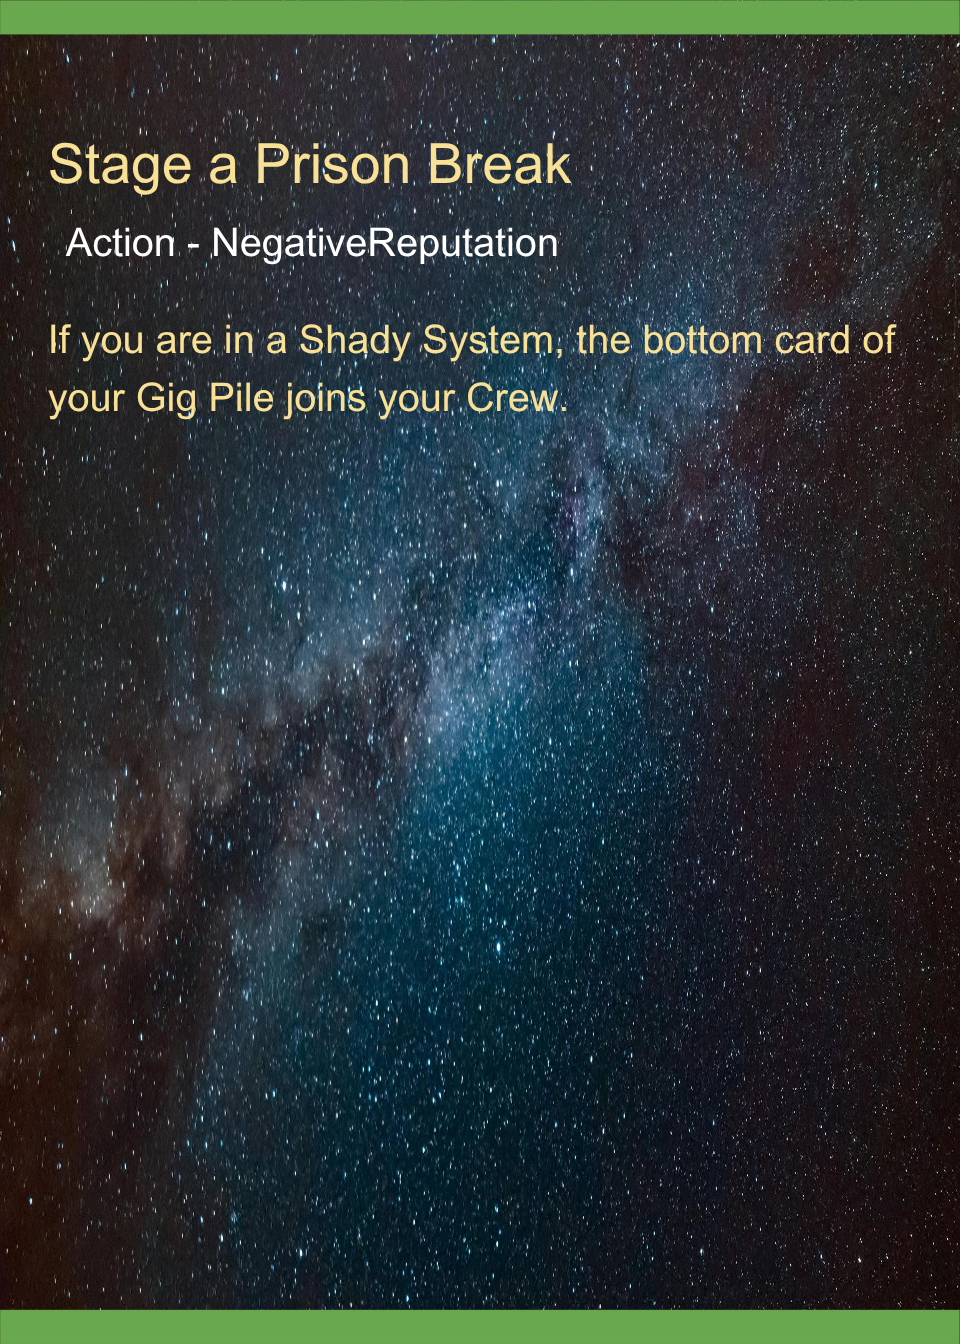 Stage a Prison Break
Action - NegativeReputation
If you are in a Shady System, the bottom card of
your Gig Pile joins your Crew.